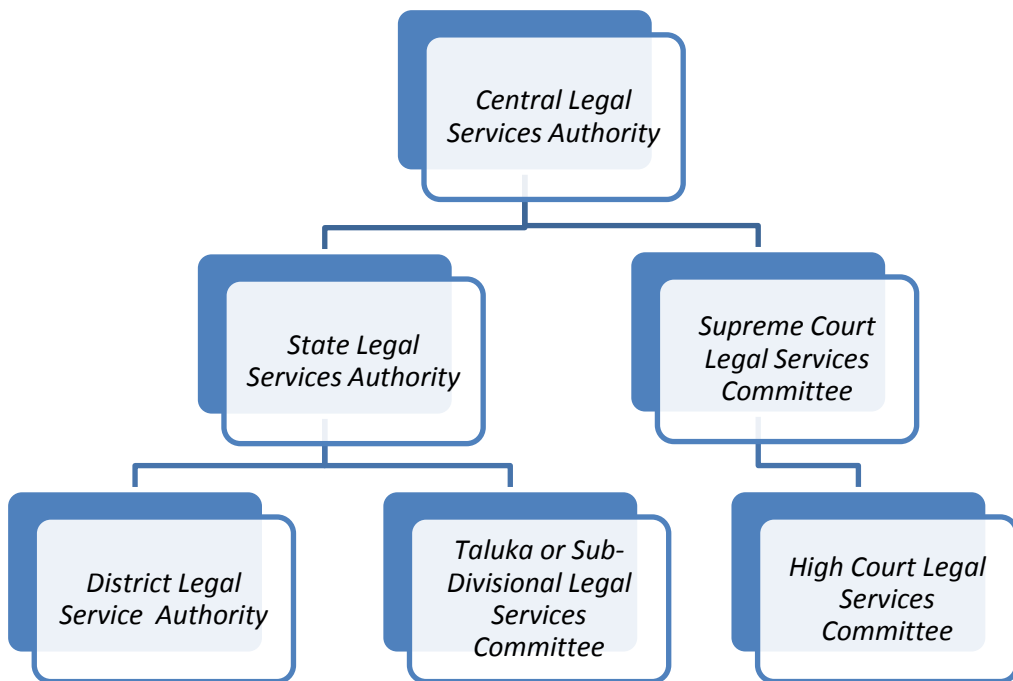 Central Legal
Services Authority
State Legal
Services Authority
Supreme Court
Legal Services
Committee
District Legal
Service Authority
Taluka or Sub-
Divisional Legal
Services
Committee
High Court Legal
Services
Committee